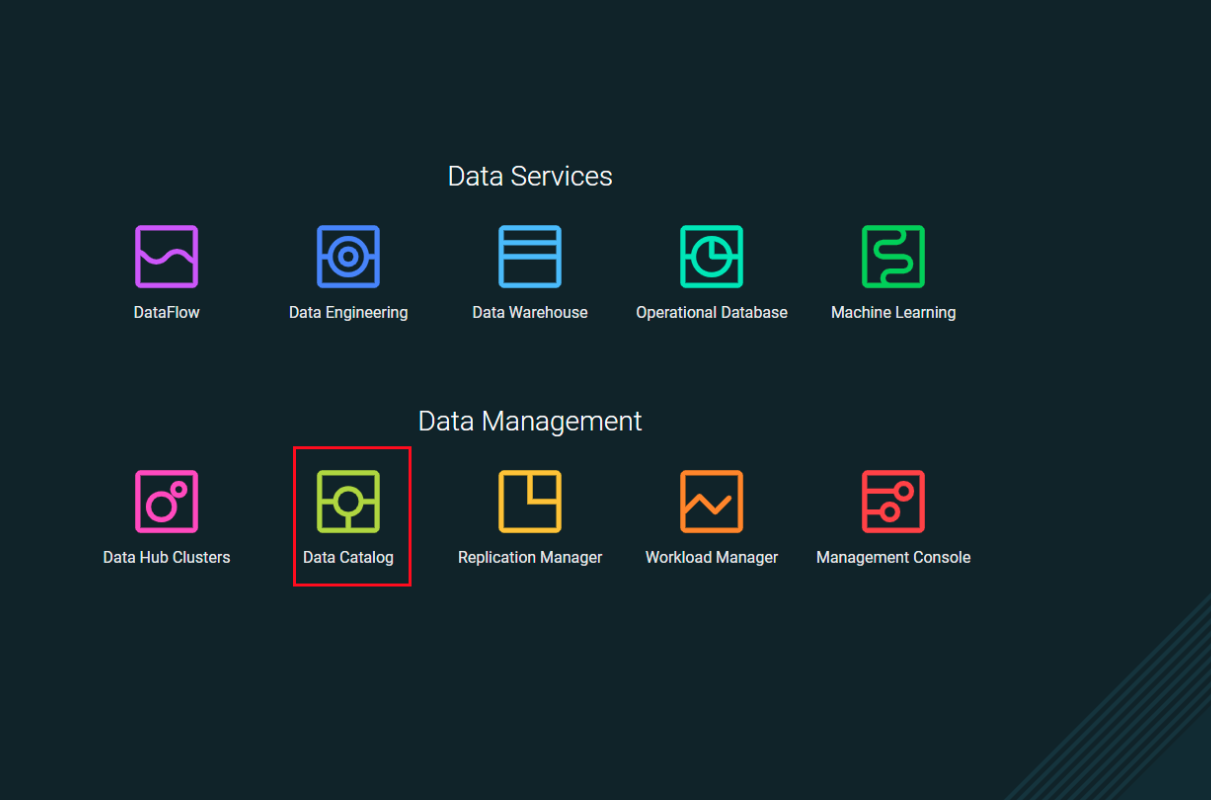 Data Services
DataFlow
Data Engineering
Data Warehouse
Operational Database
Machine Learning
Data Management
Data Hub Clusters
Data Catalog
Replication Manager
Workload Manager
Management Console